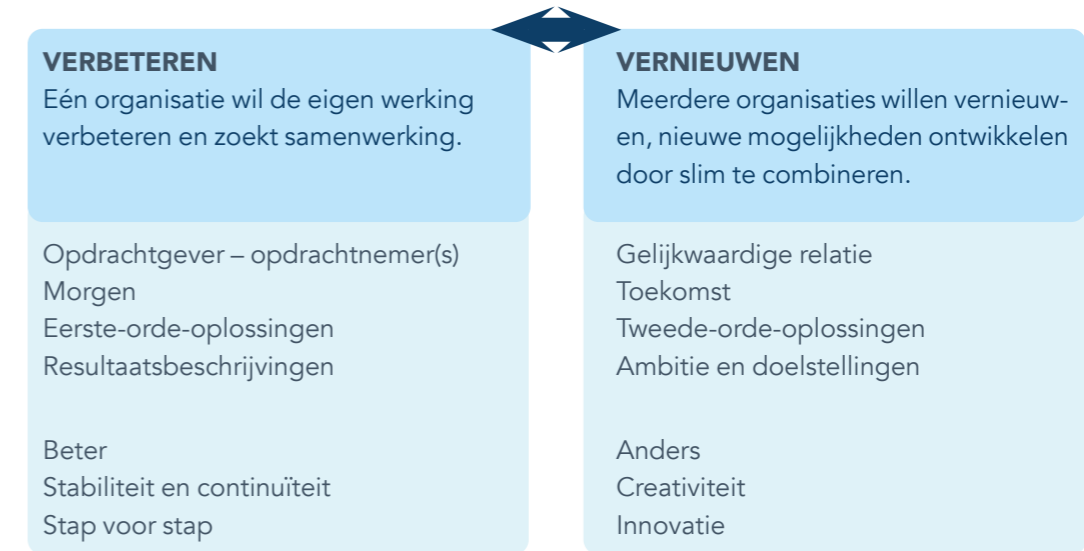 VERBETEREN
Eén organisatie wil de eigen werking
verbeteren en zoekt samenwerking.
Opdrachtgever – opdrachtnemer(s)
Morgen
Eerste-orde-oplossingen
Resultaatsbeschrijvingen
Beter
Stabiliteit en continuïteit
Stap voor stap
VERNIEUWEN
Meerdere organisaties willen vernieuw-
en, nieuwe mogelijkheden ontwikkelen
door slim te combineren.
Gelijkwaardige relatie
Toekomst
Tweede-orde-oplossingen
Ambitie en doelstellingen
Anders
Creativiteit
Innovatie